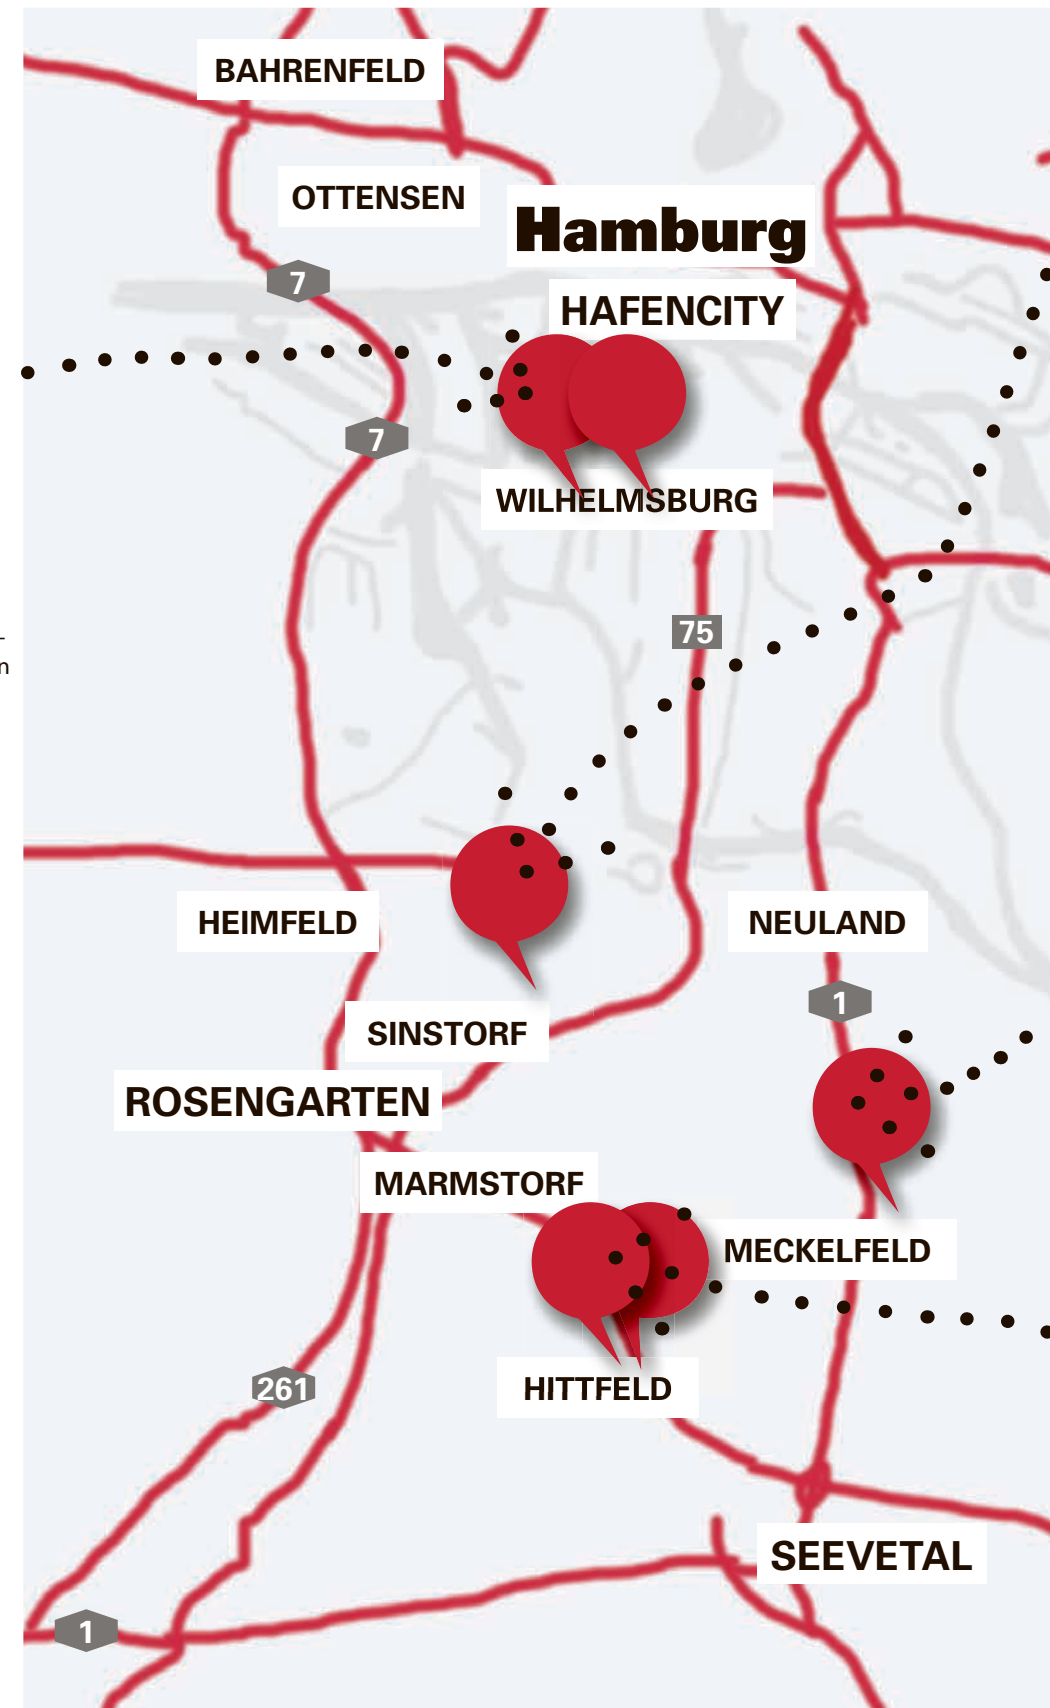 BAHRENFELD
OTTENSEN
Hamburg
7
HAFENCITY
7
WILHELMSBURG
75
-
n
HEIMFELD
NEULAND
1
SINSTORF
ROSENGARTEN
MARMSTORF
MECKELFELD
HITTFELD
261
SEEVETAL
1